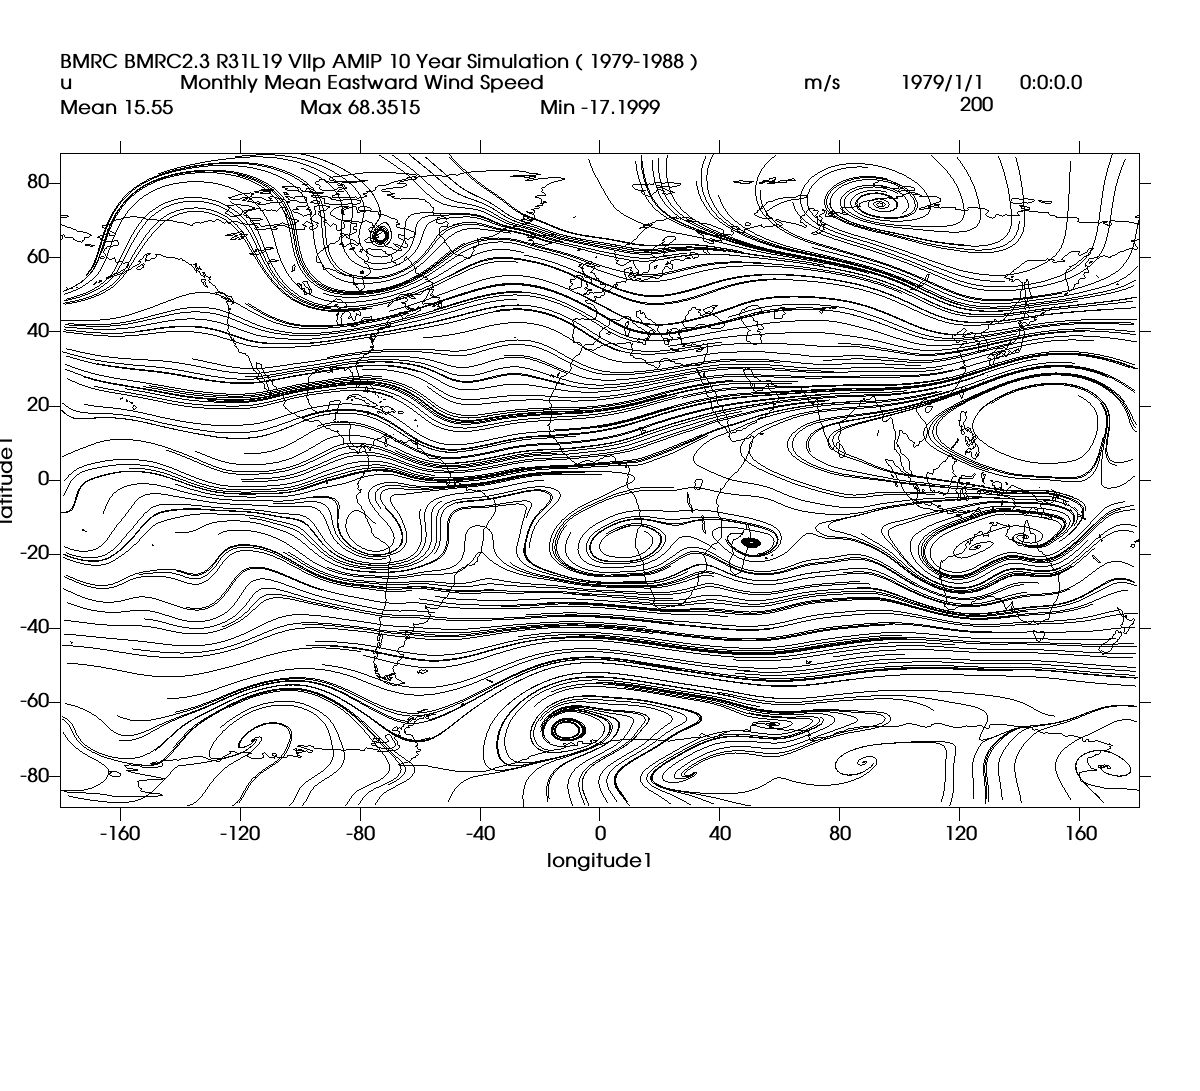 BMRC BMRC2.3 R31L19 VIIp AMIP 10 Year Simulation ( 1979-1988 )
u Monthly Mean Eastward Wind Speed m/s 1979/1/1 0:0:0.0
Mean 15.55 Max 68.3515 Min -17.1999 200
80
60
40
20
0
-20
-40
-60
-80
latitude1
-160 -120 -80 -40 0 40 80 120 160
longitude1